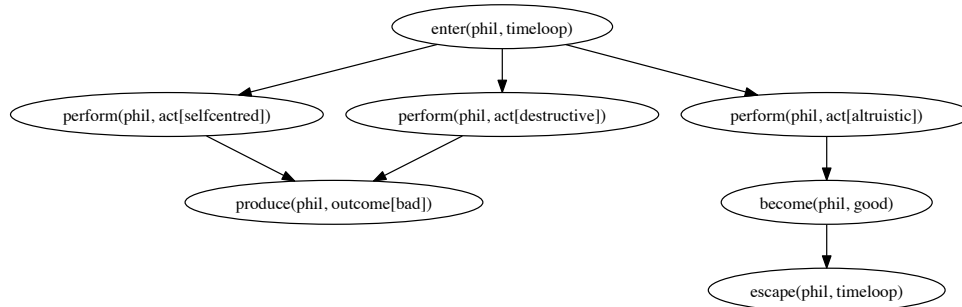 enter(phil, timeloop)
perform(phil, act[selfcentred])
perform(phil, act[destructive])
perform(phil, act[altruistic])
produce(phil, outcome[bad])
become(phil, good)
escape(phil, timeloop)